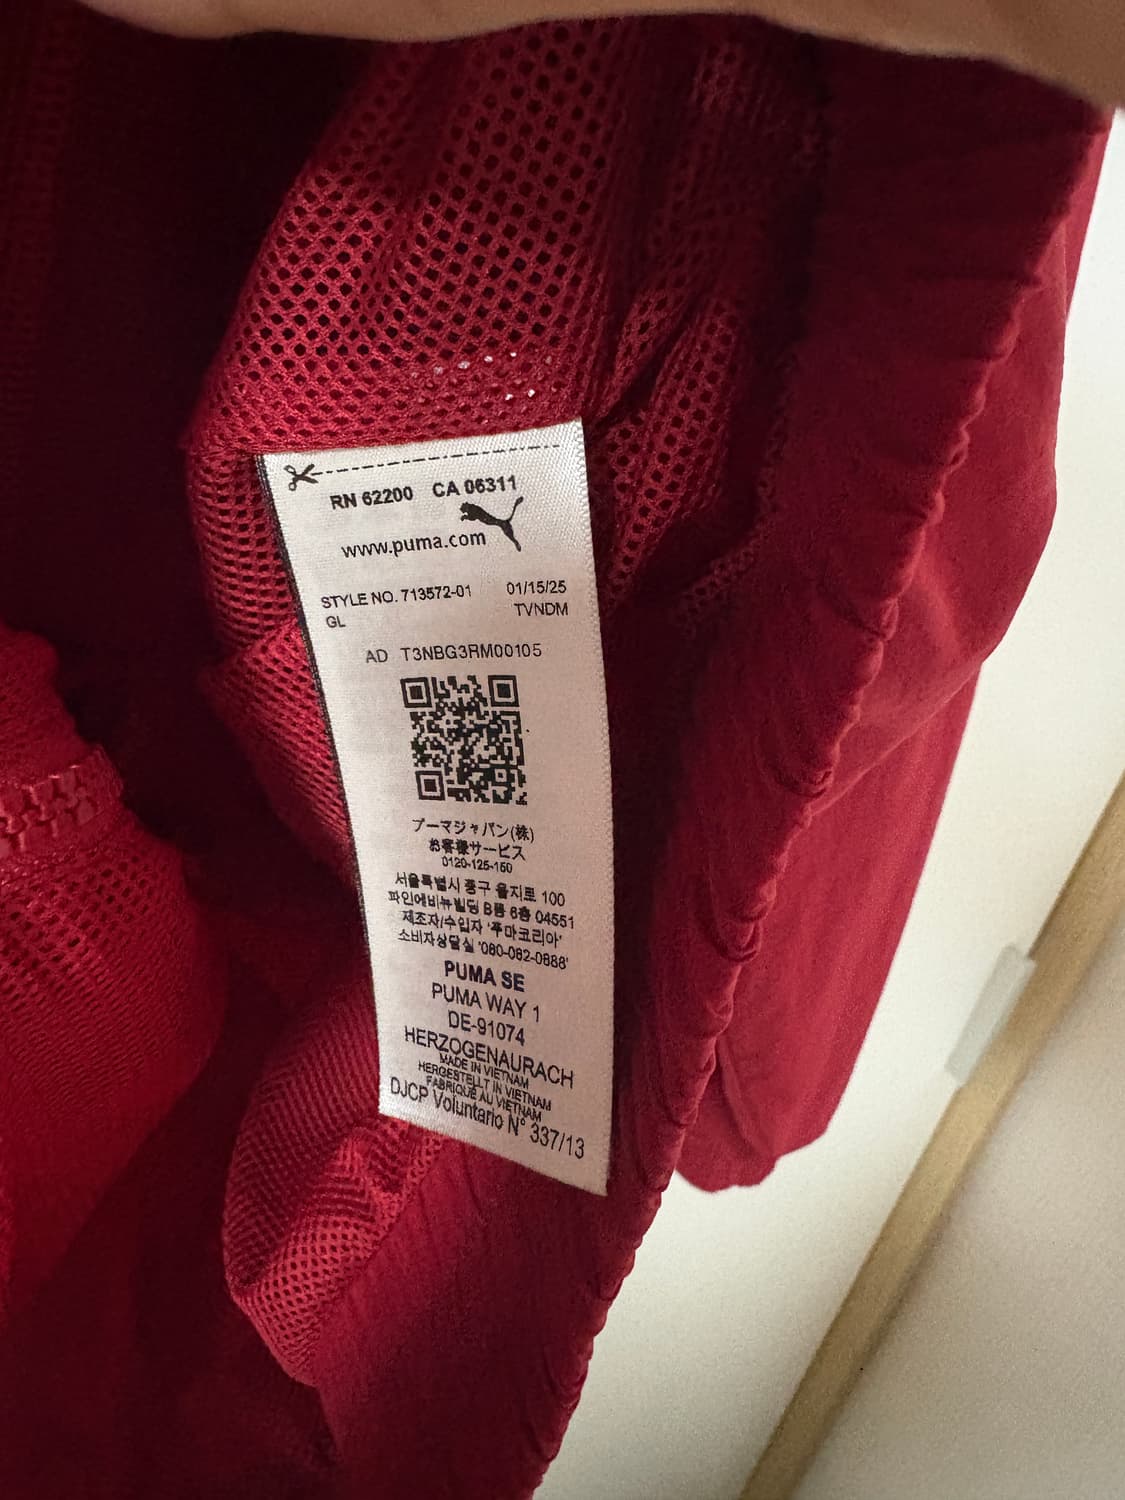 RN 62200 CA 06311
www.puma.com
STYLE NO. 713572-01 01/15/25
GL TVNDM
AD T3NBG3RM00105
プーマジャパン(株)
お客様サービス
0120-125-150
서울특별시 중구 을지로 100
파인에비뉴빌딩 B동 6층 04551
제조자/수입자 '푸마코리아'
소비자상담실 '080-082-0888'
PUMA SE
PUMA WAY 1
DE-91074
HERZOGENAURACH
MADE IN VIETNAM
HERGESTELLT IN VIETNAM
FABRIQUÉ AU VIETNAM
DJCP Voluntario N° 337/13